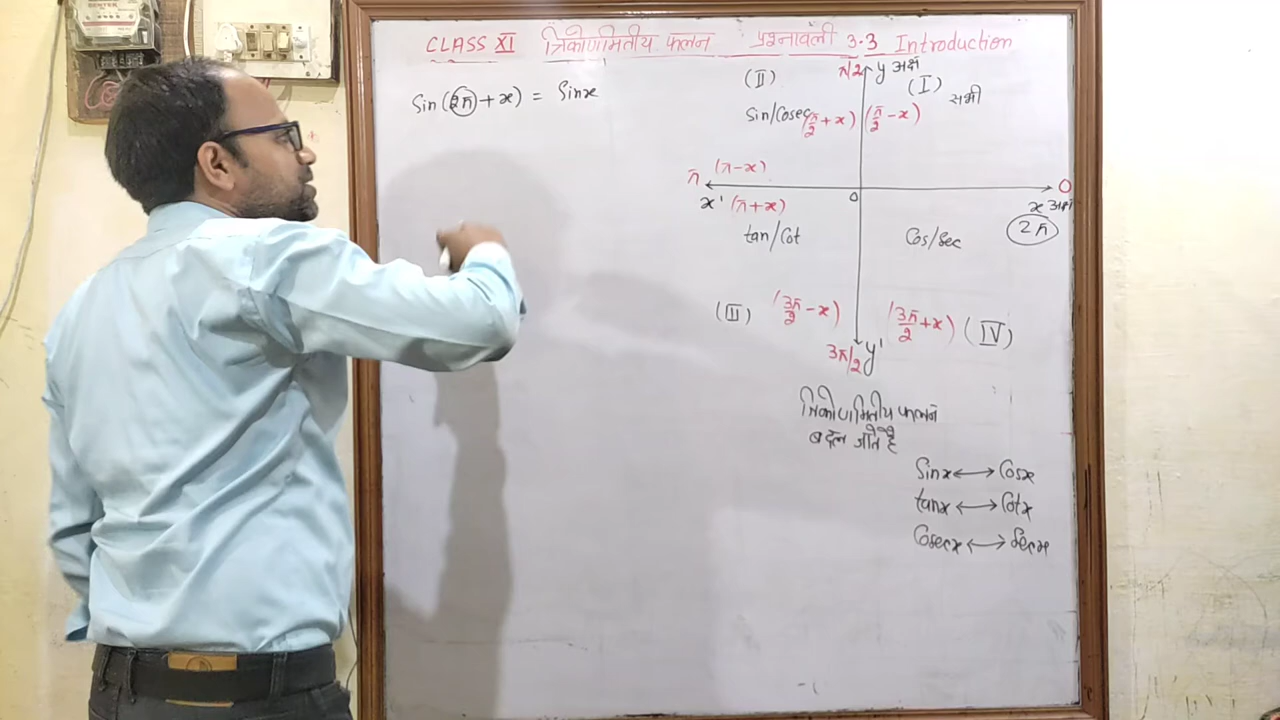 CLASS XI त्रिकोणमितीय फलन प्रश्नावली 3.3 Introduction
Sin(2π+x) = Sinx
π/2 y अक्ष
(II) (I)
सभी
Sin/Cosec (π/2+x) (π/2-x)
π (π-x) 0
x' (π+x) 0 x अक्ष
2π
tan/Cot Cos/Sec
(III) (3π/2-x) (3π/2+x) (IV)
3π/2 y'
त्रिकोणमितीय फलन
बदल जाते है
Sinx ⟷ Cosx
tanx ⟷ Cotx
Cosecx ⟷ Secx